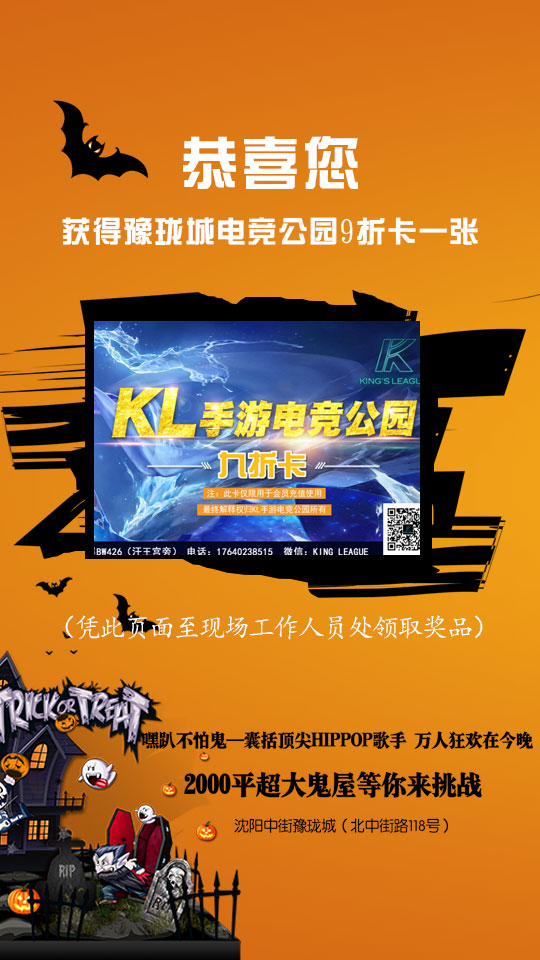 恭喜您
获得豫珑城电竞公园9折卡一张
KING'S LEAGU
KL手游电竞公园
九折卡
注：此卡仅限用于会员充值使用
最终解释权归KL手游电竞公园所有
BW426（汗王宫旁） 电话：17640238515 微信：KING LEAGUE
（凭此页面至现场工作人员处领取奖品）
TRICK OR TREAT
嘿趴不怕鬼—囊括顶尖HIPPOP歌手 万人狂欢在今晚
2000平超大鬼屋等你来挑战
沈阳中街豫珑城（北中街路118号）
RIP